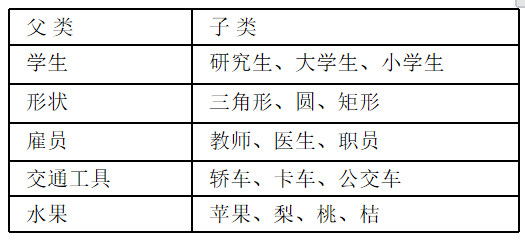 父 类 子 类
学生 研究生、大学生、小学生
形状 三角形、圆、矩形
雇员 教师、医生、职员
交通工具 轿车、卡车、公交车
水果 苹果、梨、桃、桔